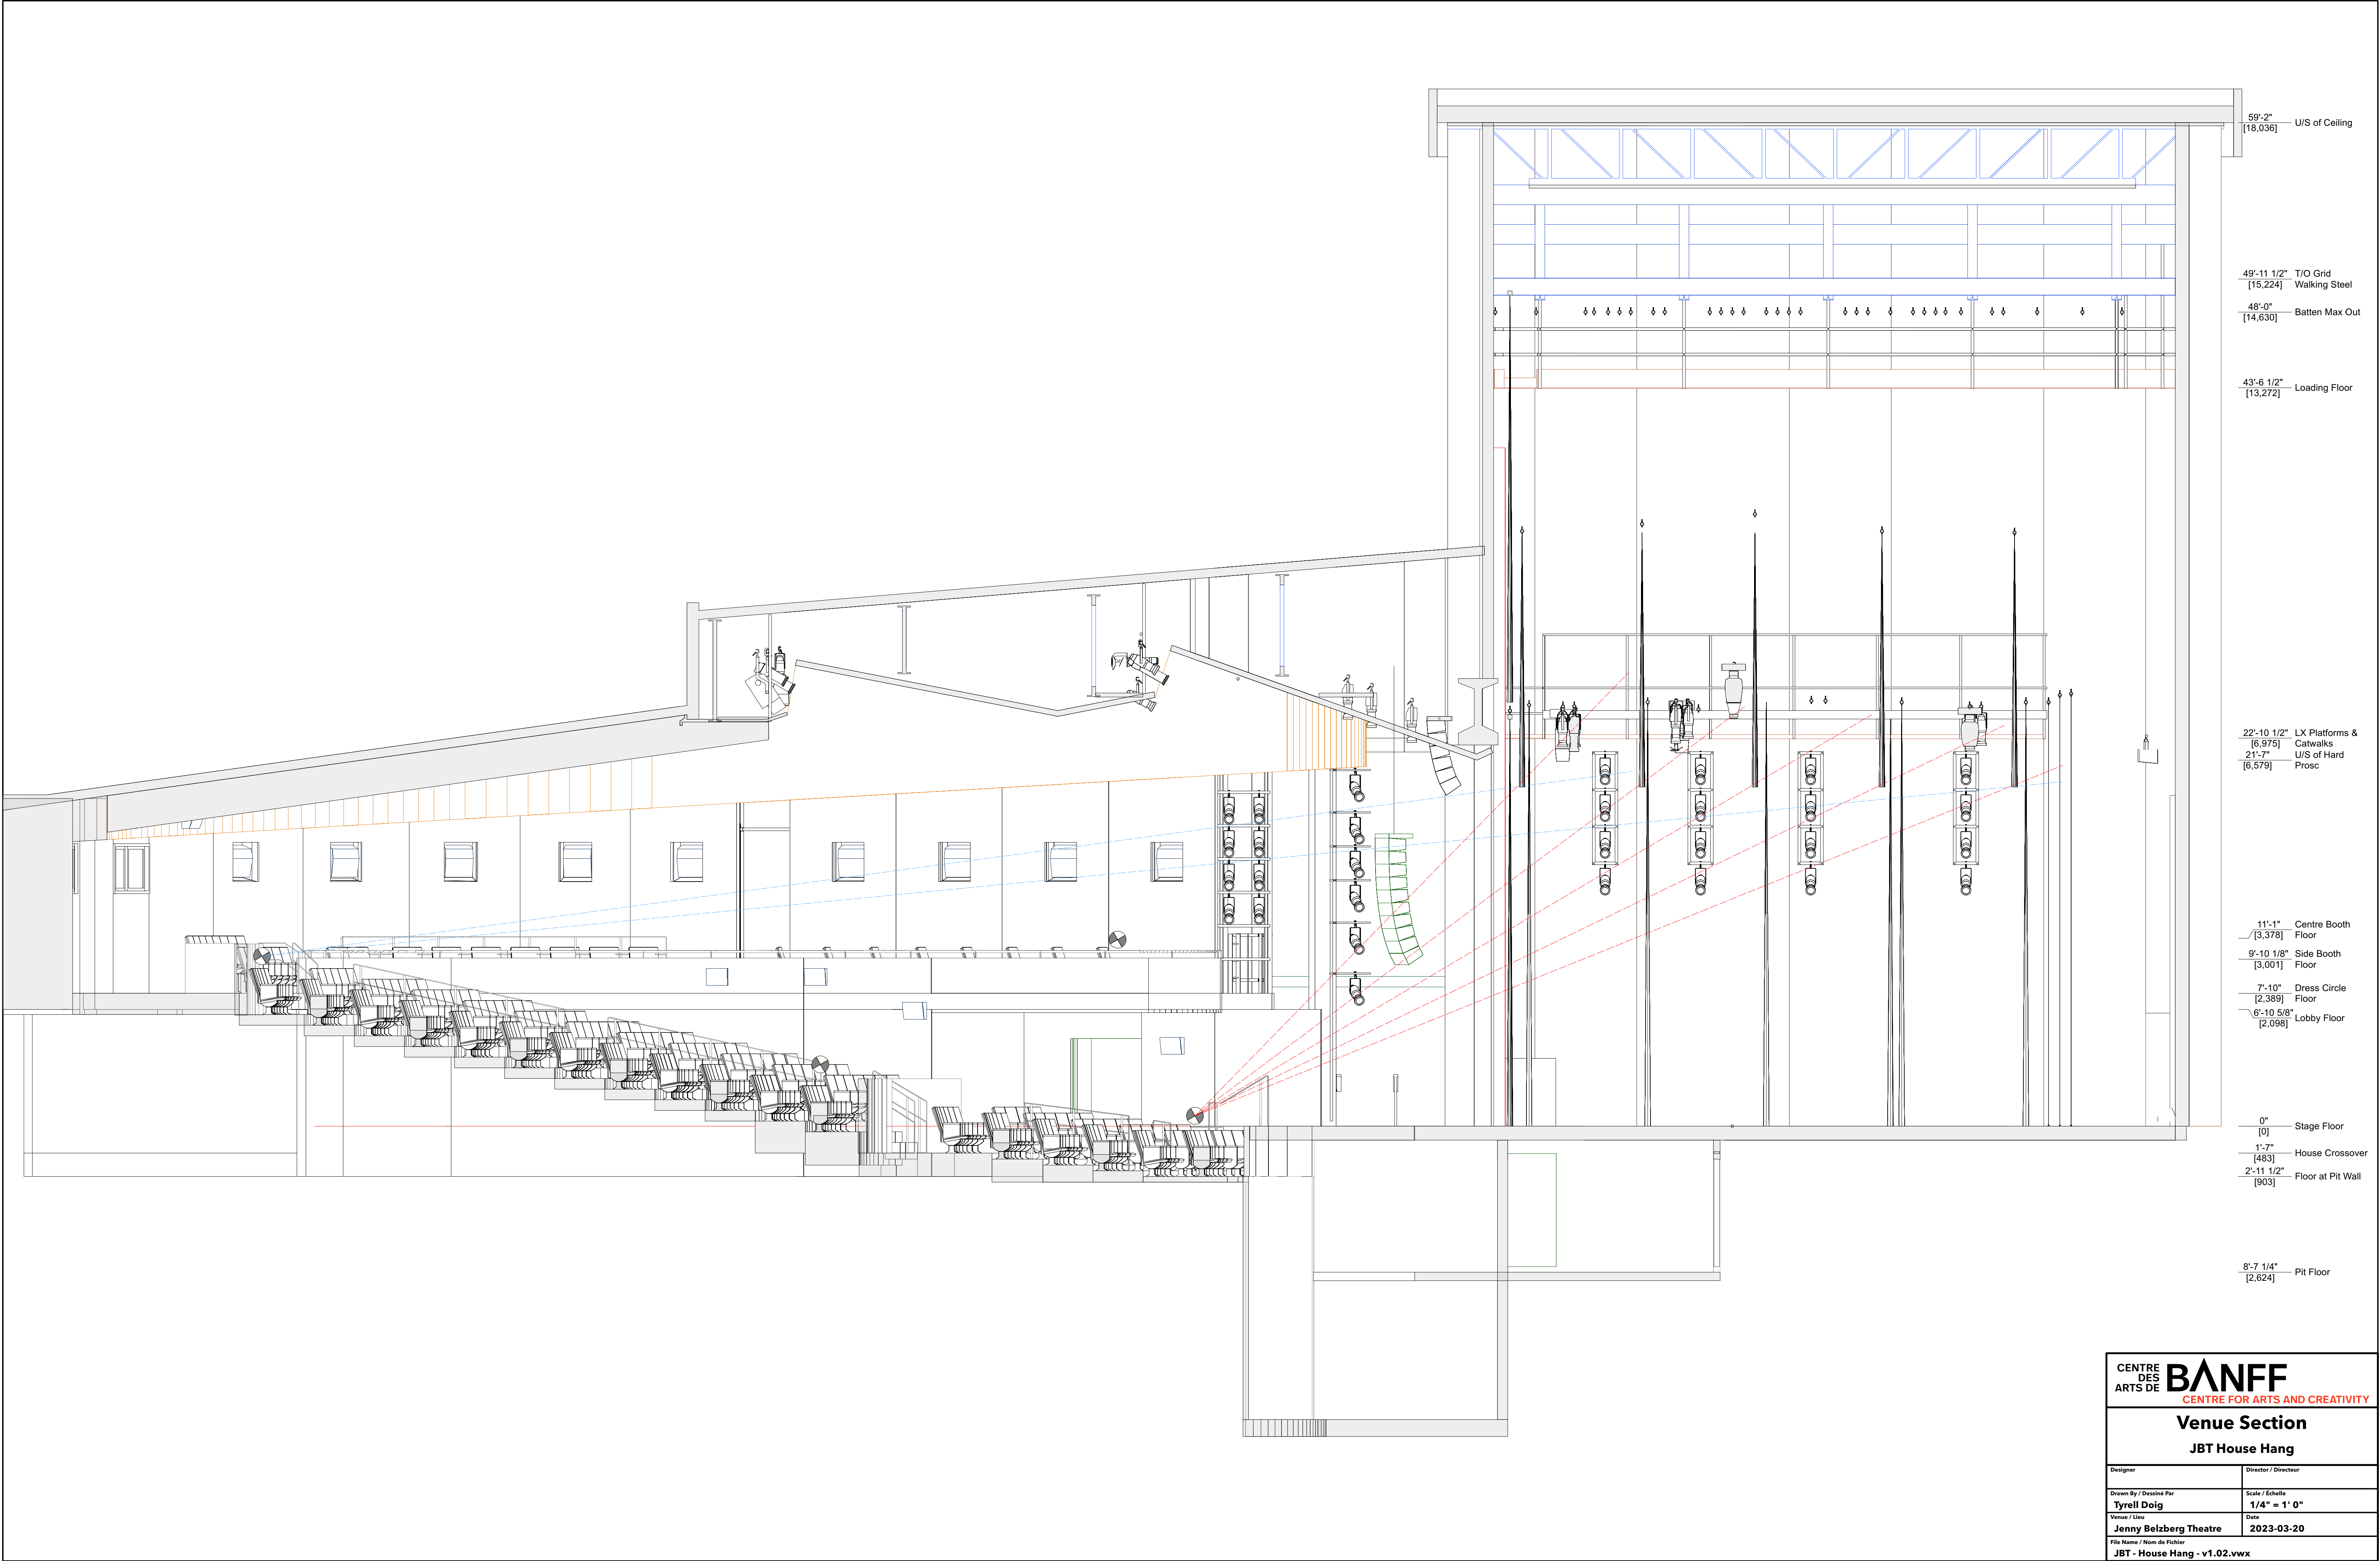 59'-2"
[18,036]
U/S of Ceiling
49'-11 1/2"
[15,224]
T/O Grid
Walking Steel
48'-0"
[14,630]
Batten Max Out
43'-6 1/2"
[13,272]
Loading Floor
22'-10 1/2"
[6,975]
LX Platforms &
Catwalks
21'-7"
[6,579]
U/S of Hard
Prosc
11'-1"
[3,378]
Centre Booth
Floor
9'-10 1/8"
[3,001]
Side Booth
Floor
7'-10"
[2,389]
Dress Circle
Floor
6'-10 5/8"
[2,098]
Lobby Floor
0"
[0]
Stage Floor
1'-7"
[483]
House Crossover
2'-11 1/2"
[903]
Floor at Pit Wall
8'-7 1/4"
[2,624]
Pit Floor
CENTRE
DES
ARTS DE
BANFF
CENTRE FOR ARTS AND CREATIVITY
Venue Section
JBT House Hang
Designer
Director / Directeur
Drawn By / Dessiné Par
Tyrell Doig
Scale / Échelle
1/4" = 1' 0"
Venue / Lieu
Jenny Belzberg Theatre
Date
2023-03-20
File Name / Nom de Fichier
JBT - House Hang - v1.02.vwx